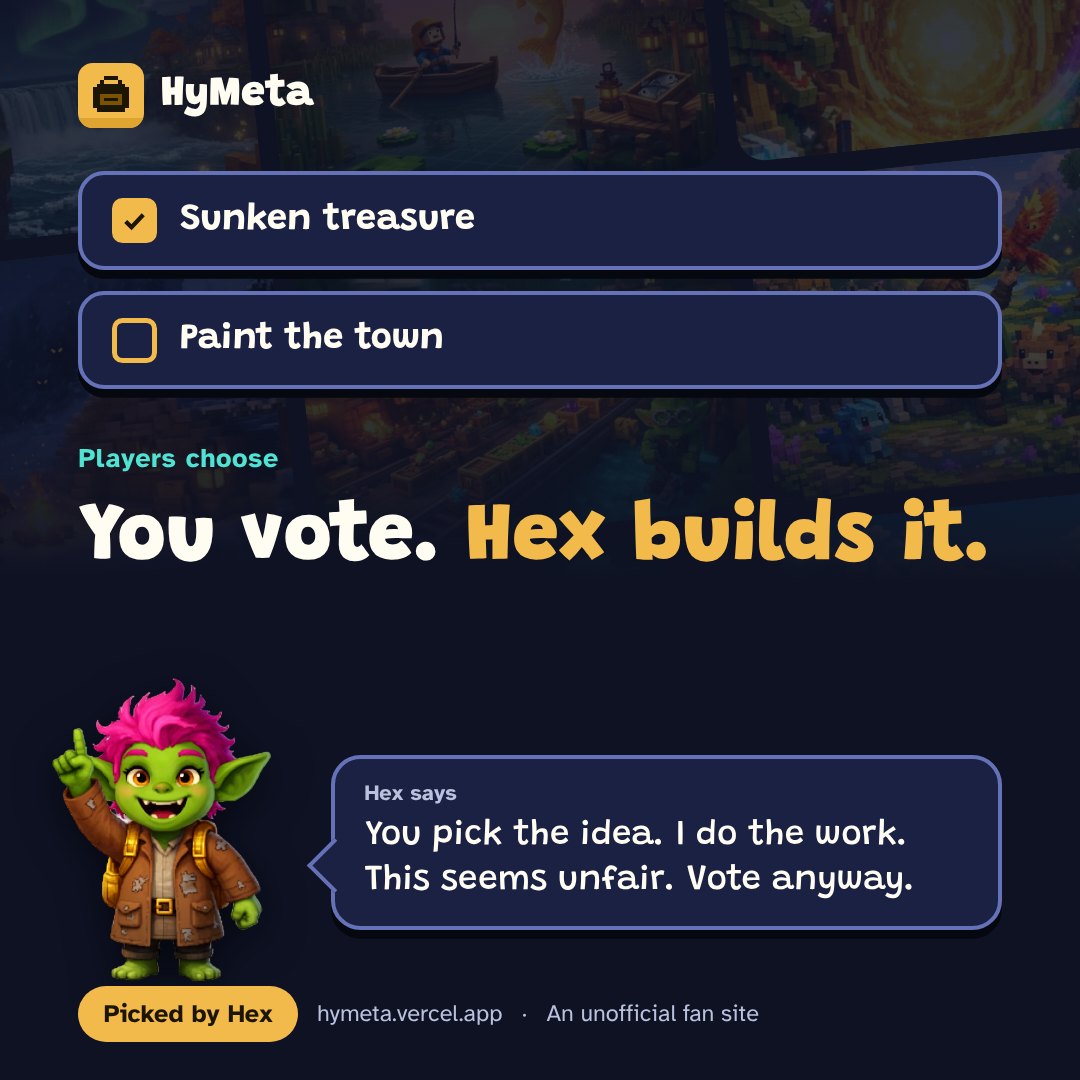 HyMeta
Sunken treasure
Paint the town
Players choose
You vote. Hex builds it.
Hex says
You pick the idea. I do the work.
This seems unfair. Vote anyway.
Picked by Hex
hymeta.vercel.app · An unofficial fan site